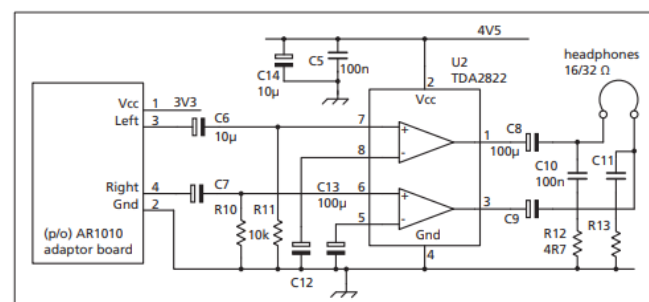 4V5
C14
10µ
C5
100n
U2
TDA2822
headphones
16/32 Ω
Vcc
1
3V3
Left
3
C6
10µ
2
Vcc
7
+
8
-
1
C8
100µ
C10
100n
C11
Right
4
Gnd
2
C7
R10
R11
10k
C13
100µ
6
+
5
-
3
C9
(p/o) AR1010
adaptor board
C12
Gnd
4
R12
4R7
R13